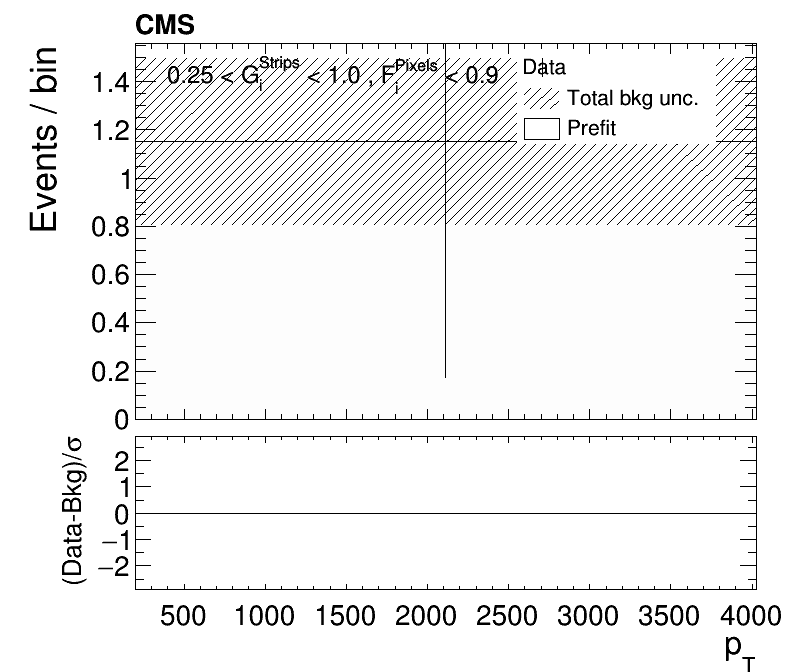 CMS
Events / bin
0.25 < G_i^Strips < 1.0 , F_i^Pixels < 0.9
Data
Total bkg unc.
Prefit
1.4
1.2
1
0.8
0.6
0.4
0.2
0
(Data-Bkg)/σ
2
1
0
−1
−2
500 1000 1500 2000 2500 3000 3500 4000
p_T